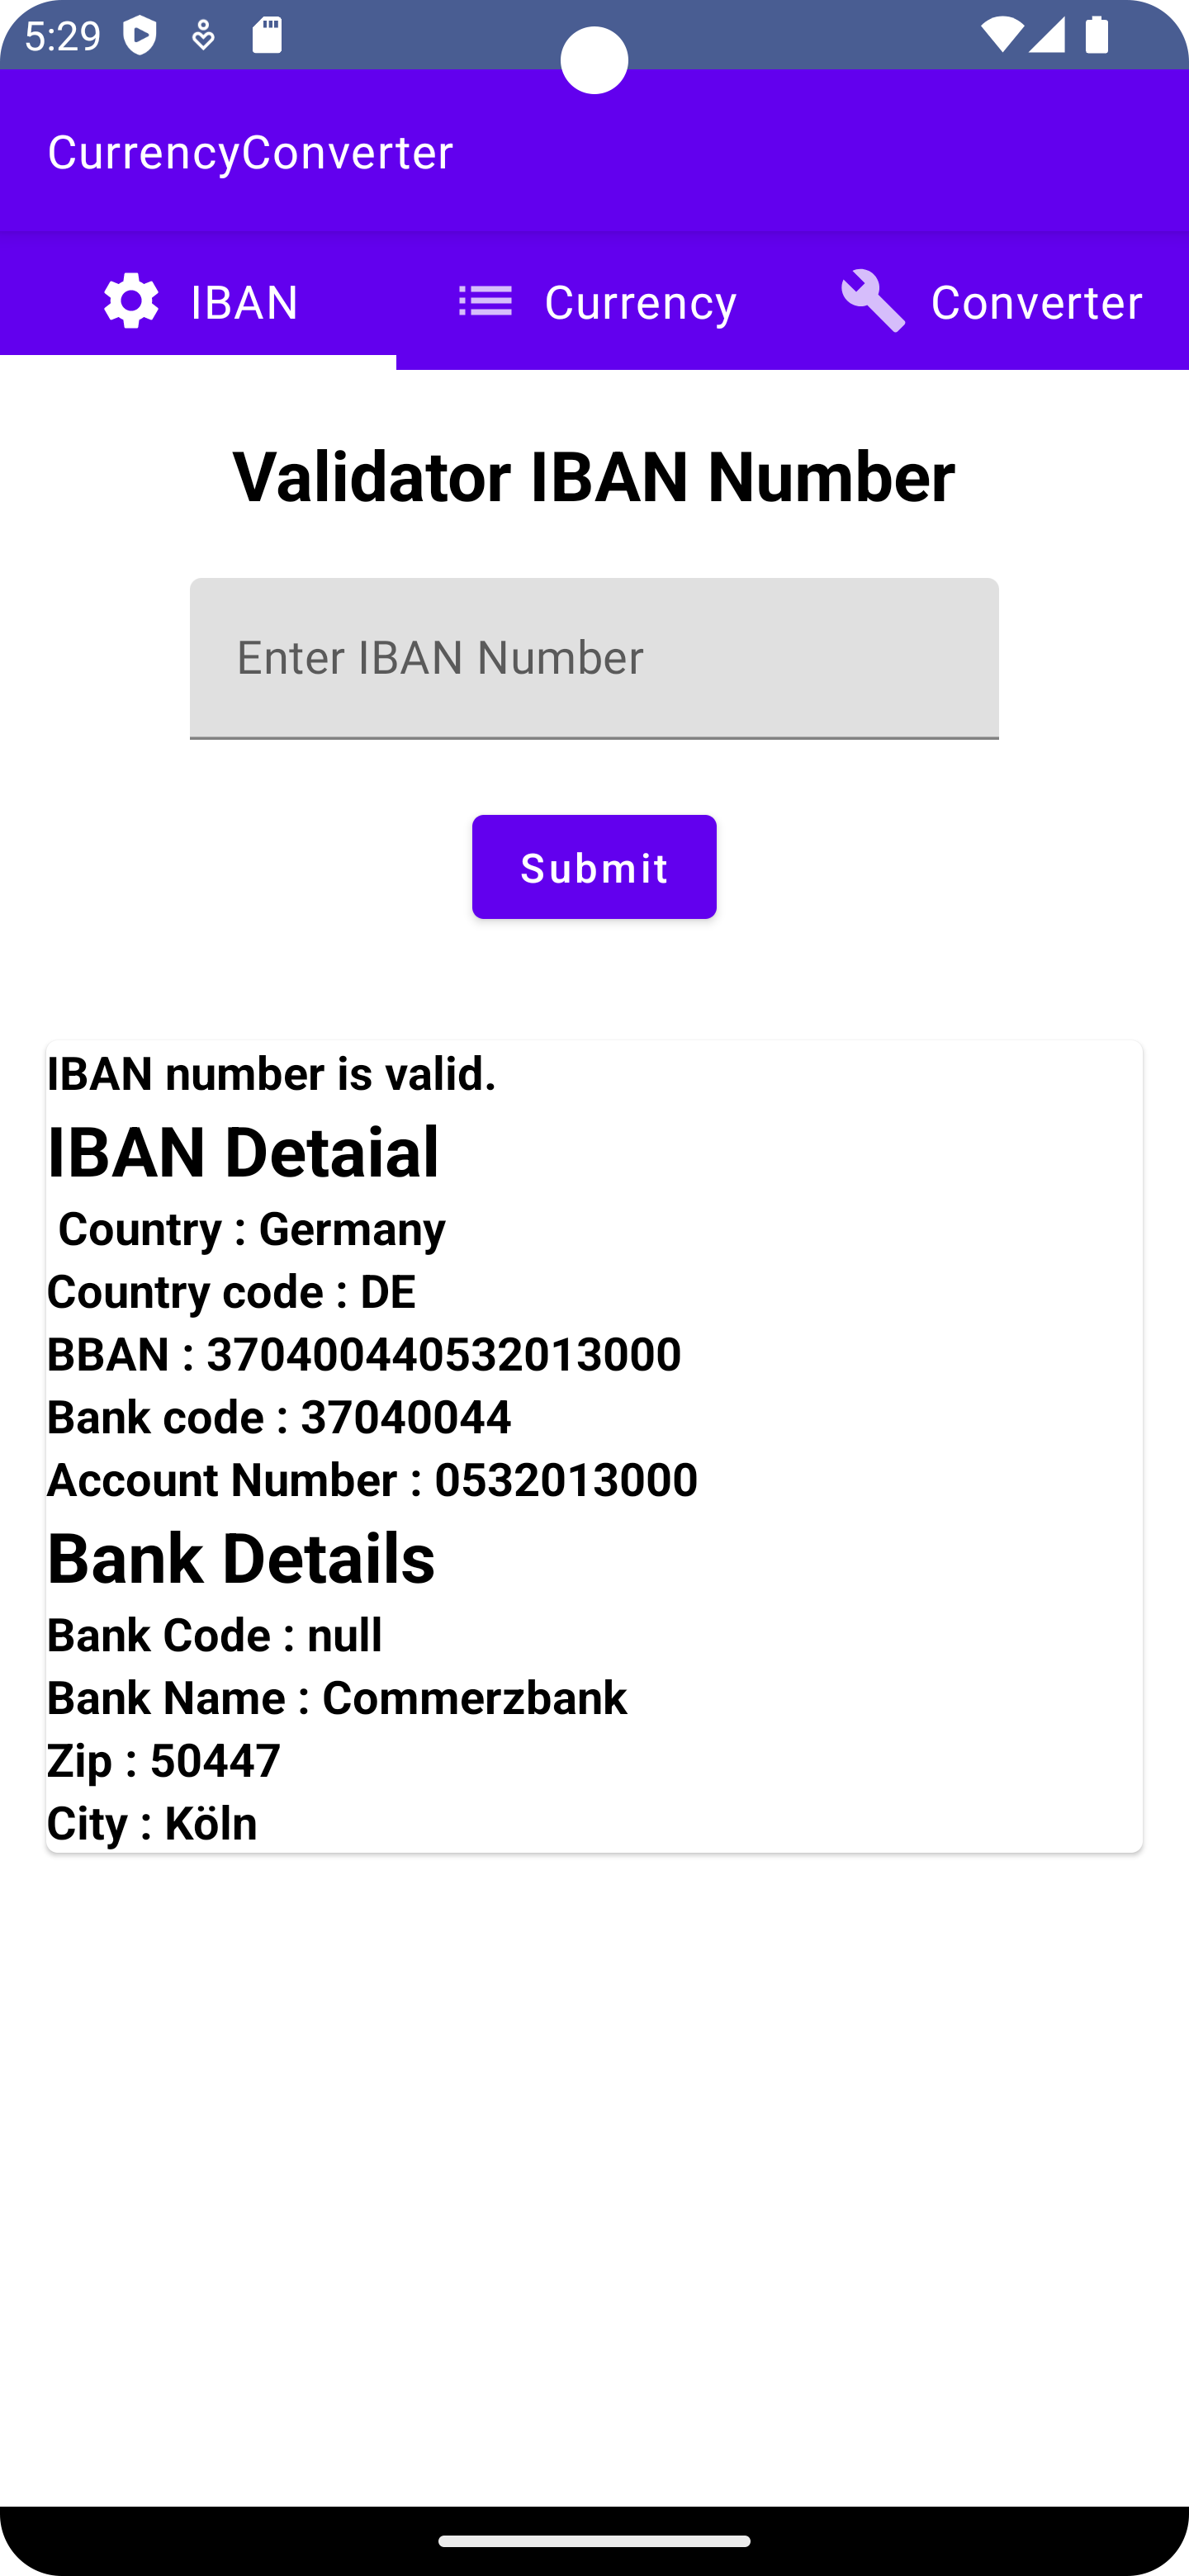 5:29
CurrencyConverter
IBAN Currency Converter
Validator IBAN Number
Enter IBAN Number
Submit
IBAN number is valid.
IBAN Detaial
Country : Germany
Country code : DE
BBAN : 370400440532013000
Bank code : 37040044
Account Number : 0532013000
Bank Details
Bank Code : null
Bank Name : Commerzbank
Zip : 50447
City : Köln